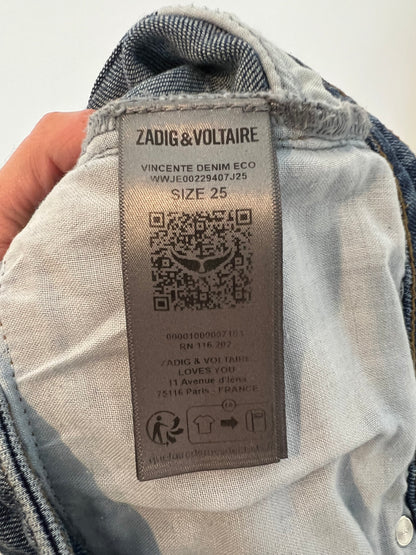 ZADIG&VOLTAIRE
VINCENTE DENIM ECO
WWJE00229407J25
SIZE 25
RN 116 202
ZADIG & VOLTAIRE
LOVES YOU
11 Avenue d'Iéna
75116 Paris - FRANCE